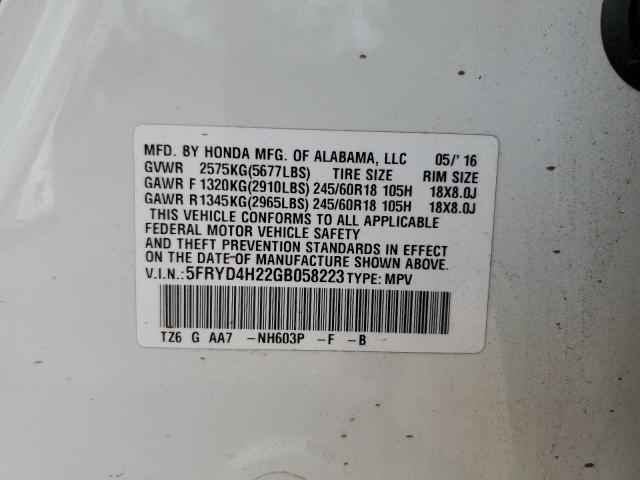 MFD. BY HONDA MFG. OF ALABAMA, LLC 05/'16
GVWR 2575KG(5677LBS) TIRE SIZE RIM SIZE
GAWR F 1320KG(2910LBS) 245/60R18 105H 18X8.0J
GAWR R1345KG(2965LBS) 245/60R18 105H 18X8.0J
THIS VEHICLE CONFORMS TO ALL APPLICABLE
FEDERAL MOTOR VEHICLE SAFETY
AND THEFT PREVENTION STANDARDS IN EFFECT
ON THE DATE OF MANUFACTURE SHOWN ABOVE.
V.I.N.: 5FRYD4H22GB058223 TYPE: MPV
TZ6 G AA7 -NH603P -F -B